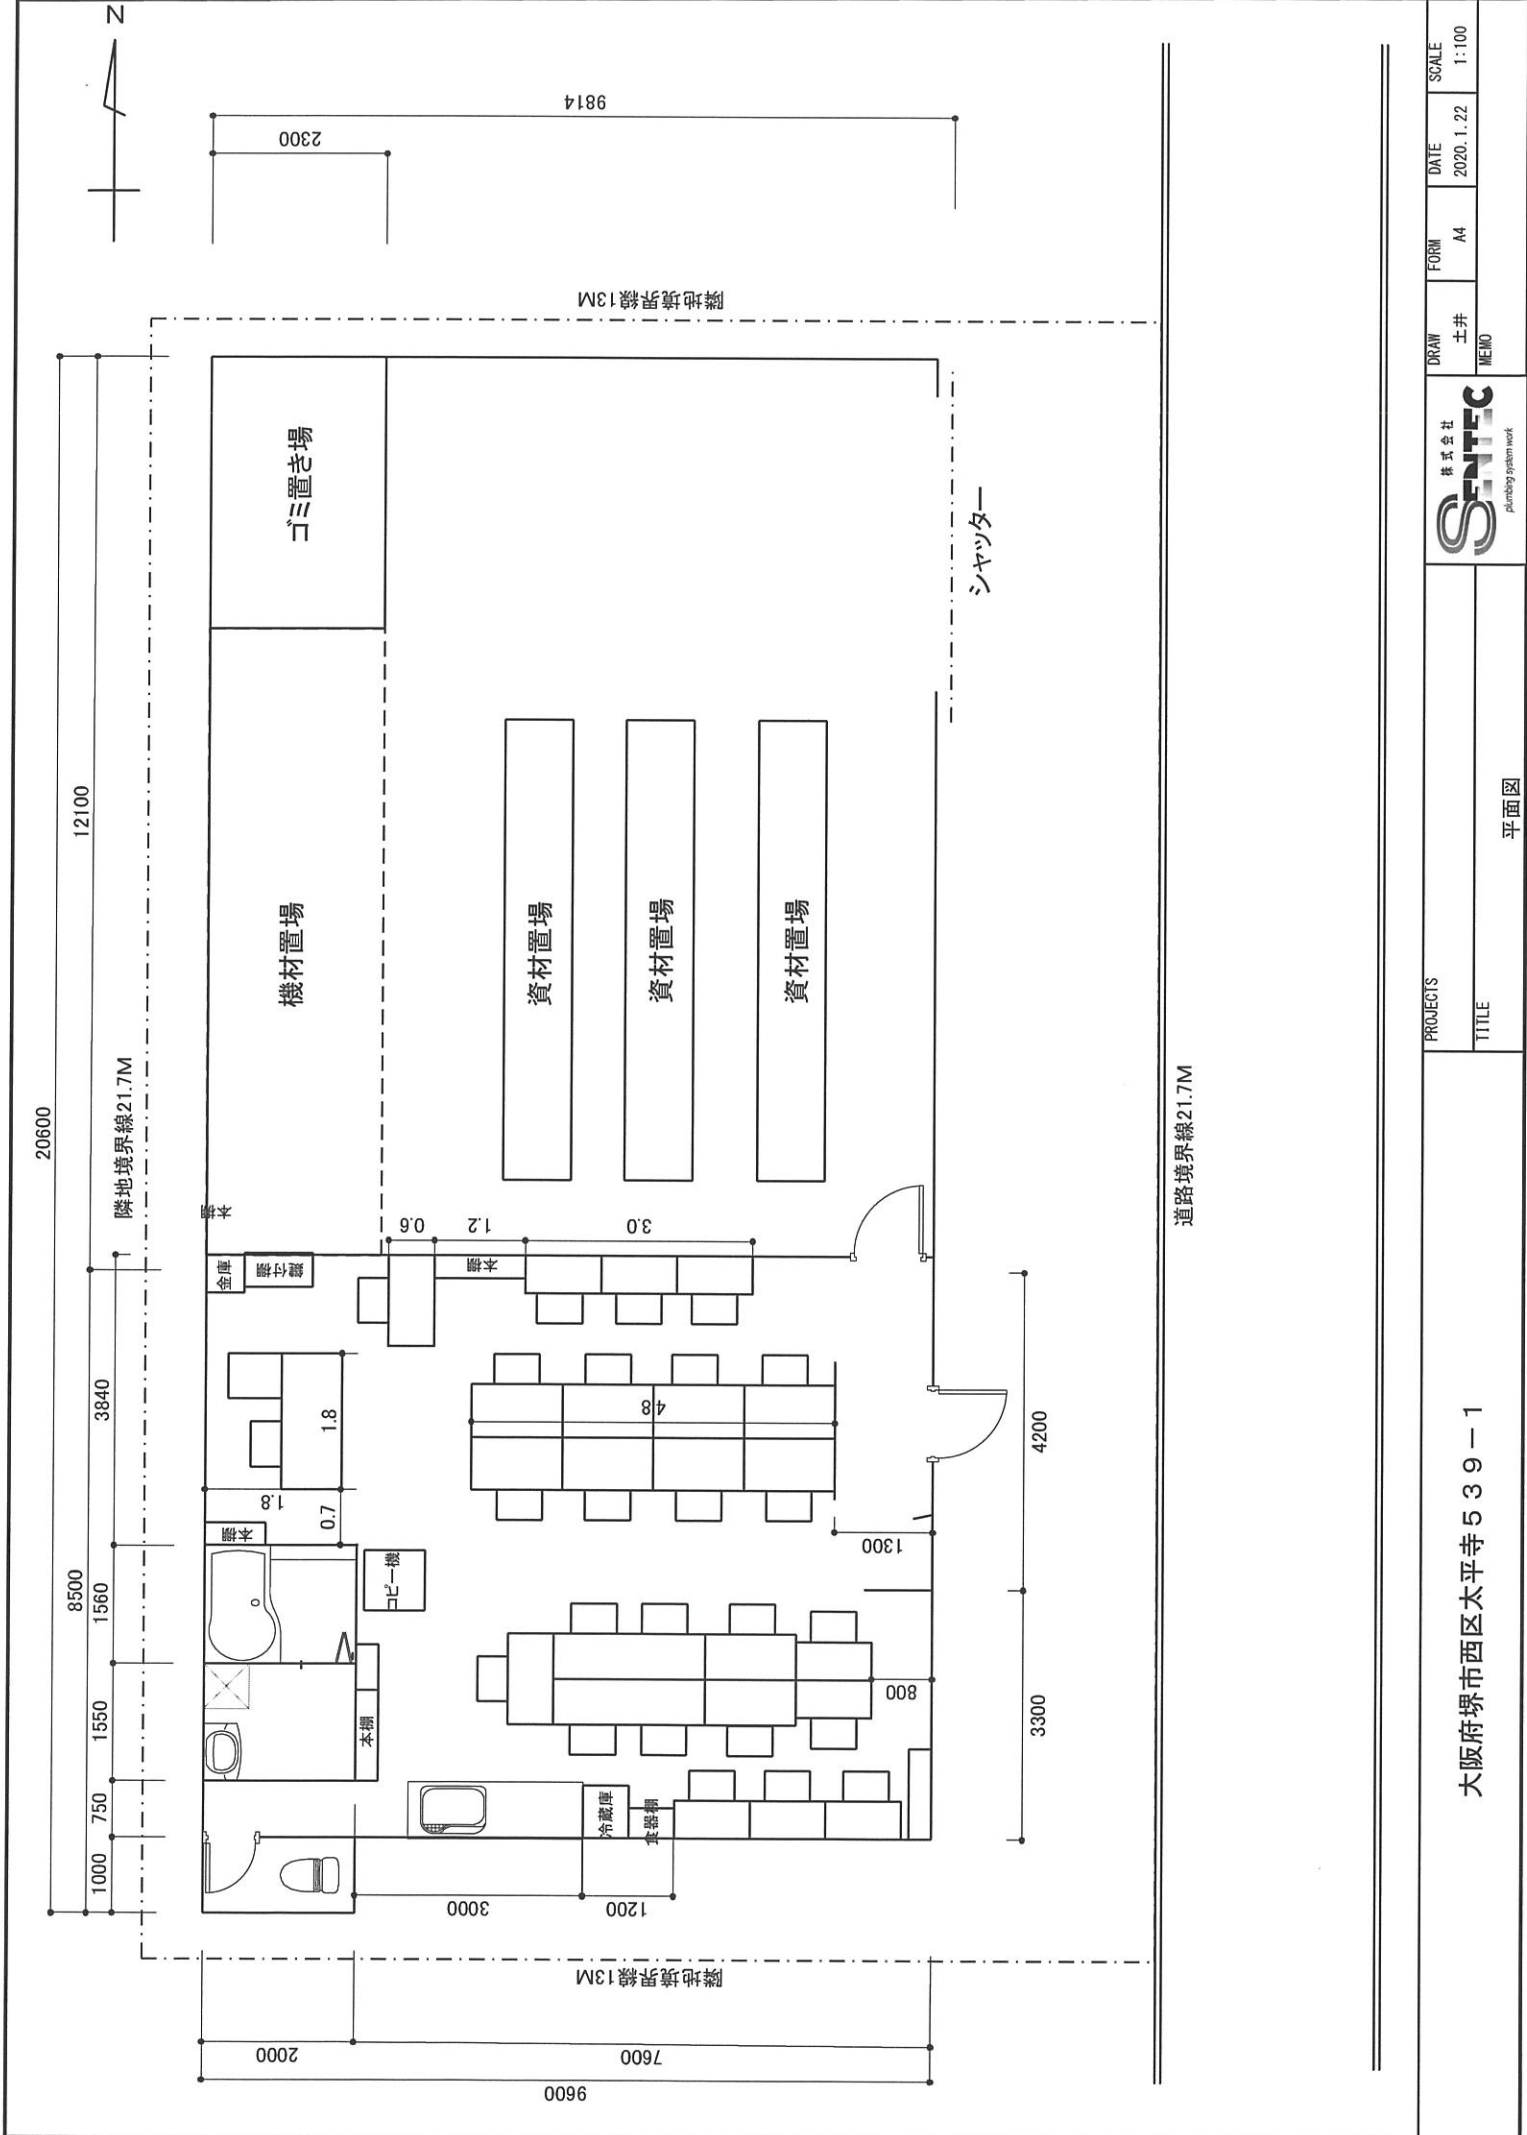 N
9814
2300
隣地境界線13M
20600
12100
8500
3840
1560
1550
750
1000
隣地境界線21.7M
ゴミ置き場
機材置場
資材置場
資材置場
資材置場
シャッター
本棚
金庫
鍵付棚
0.6
1.2
3.0
本棚
1.8
1.8
0.7
本棚
4.8
コピー機
本棚
1300
800
4200
3300
冷蔵庫
食器棚
3000
1200
隣地境界線13M
2000
7600
9600
道路境界線21.7M
大阪府堺市西区太平寺539-1
PROJECTS
TITLE
平面図
株式会社
SENTEC
plumbing system work
DRAW
土井
FORM
A4
DATE
2020.1.22
SCALE
1:100
MEMO